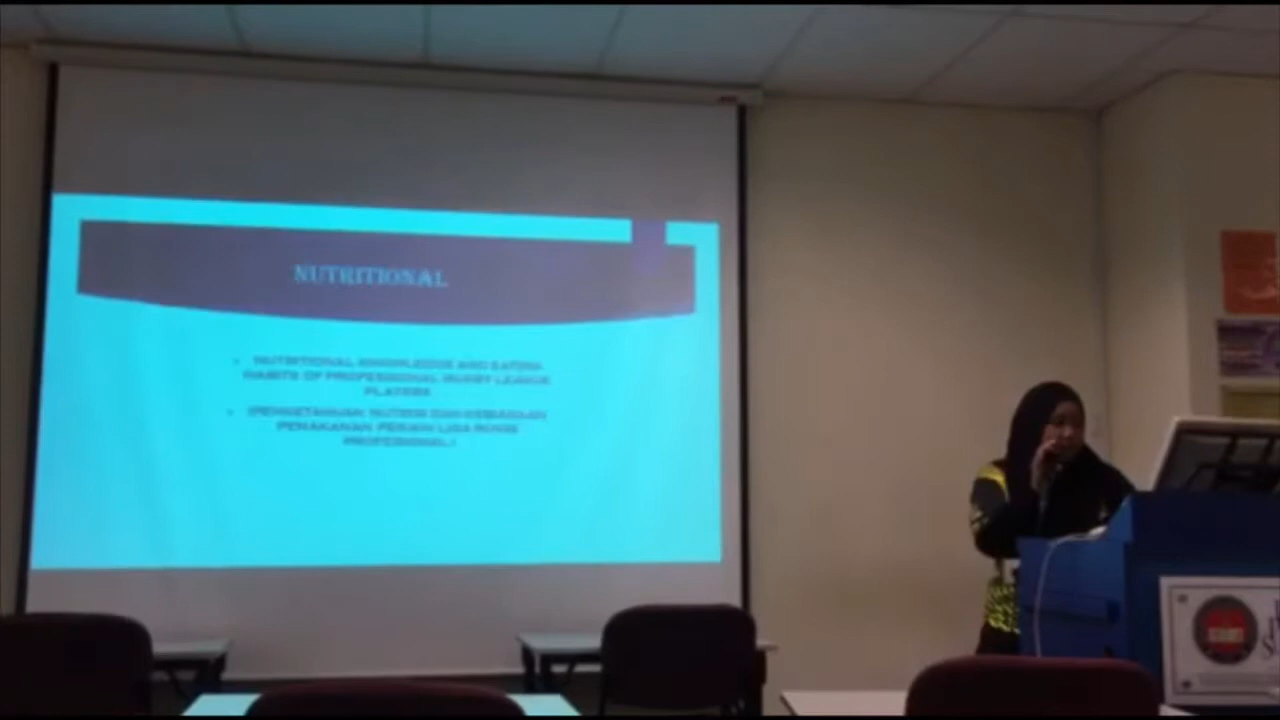 NUTRITIONAL
NUTRITIONAL KNOWLEDGE AND EATING
HABITS OF PROFESSIONAL RUGBY LEAGUE
PLAYERS
(PENGETAHUAN NUTRISI DAN KEBIASAAN
PEMAKANAN PEMAIN LIGA RAGBI
PROFESSIONAL)